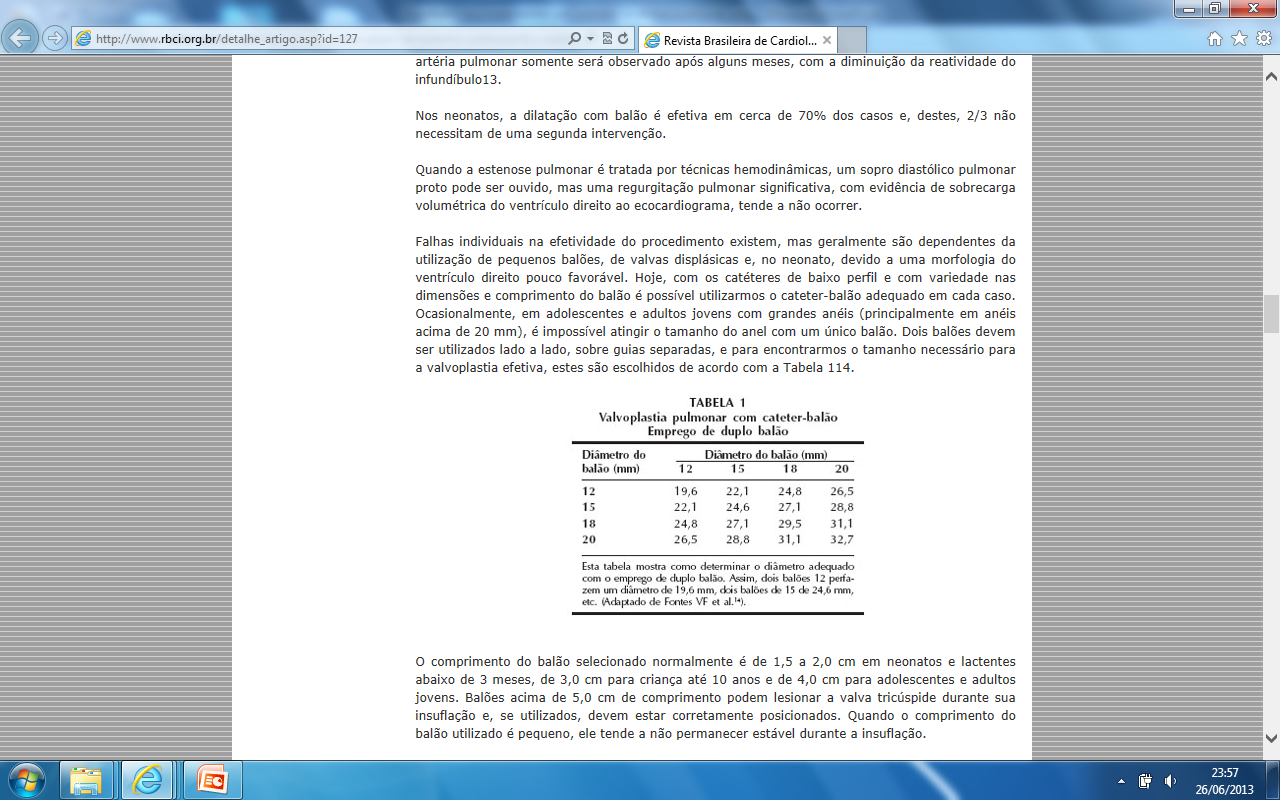 http://www.rbci.org.br/detalhe_artigo.asp?id=127
Revista Brasileira de Cardiol...
artéria pulmonar somente será observado após alguns meses, com a diminuição da reatividade do
infundíbulo13.
Nos neonatos, a dilatação com balão é efetiva em cerca de 70% dos casos e, destes, 2/3 não
necessitam de uma segunda intervenção.
Quando a estenose pulmonar é tratada por técnicas hemodinâmicas, um sopro diastólico pulmonar
proto pode ser ouvido, mas uma regurgitação pulmonar significativa, com evidência de sobrecarga
volumétrica do ventrículo direito ao ecocardiograma, tende a não ocorrer.
Falhas individuais na efetividade do procedimento existem, mas geralmente são dependentes da
utilização de pequenos balões, de valvas displásicas e, no neonato, devido a uma morfologia do
ventrículo direito pouco favorável. Hoje, com os catéteres de baixo perfil e com variedade nas
dimensões e comprimento do balão é possível utilizarmos o cateter-balão adequado em cada caso.
Ocasionalmente, em adolescentes e adultos jovens com grandes anéis (principalmente em anéis
acima de 20 mm), é impossível atingir o tamanho do anel com um único balão. Dois balões devem
ser utilizados lado a lado, sobre guias separadas, e para encontrarmos o tamanho necessário para
a valvoplastia efetiva, estes são escolhidos de acordo com a Tabela 114.
TABELA 1
Valvoplastia pulmonar com cateter-balão
Emprego de duplo balão
Diâmetro do Diâmetro do balão (mm)
balão (mm) 12 15 18 20
12 19,6 22,1 24,8 26,5
15 22,1 24,6 27,1 28,8
18 24,8 27,1 29,5 31,1
20 26,5 28,8 31,1 32,7
Esta tabela mostra como determinar o diâmetro adequado
com o emprego de duplo balão. Assim, dois balões 12 perfa-
zem um diâmetro de 19,6 mm, dois balões de 15 de 24,6 mm,
etc. (Adaptado de Fontes VF et al.¹⁴).
O comprimento do balão selecionado normalmente é de 1,5 a 2,0 cm em neonatos e lactentes
abaixo de 3 meses, de 3,0 cm para criança até 10 anos e de 4,0 cm para adolescentes e adultos
jovens. Balões acima de 5,0 cm de comprimento podem lesionar a valva tricúspide durante sua
insuflação e, se utilizados, devem estar corretamente posicionados. Quando o comprimento do
balão utilizado é pequeno, ele tende a não permanecer estável durante a insuflação.
23:57
26/06/2013